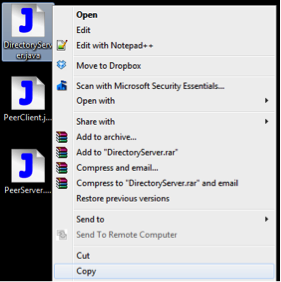 DirectoryServ
er.java
PeerClient.j...
PeerServer....
Open
Edit
Edit with Notepad++
Move to Dropbox
Scan with Microsoft Security Essentials...
Open with
Share with
Add to archive...
Add to "DirectoryServer.rar"
Compress and email...
Compress to "DirectoryServer.rar" and email
Restore previous versions
Send to
Send To Remote Computer
Cut
Copy